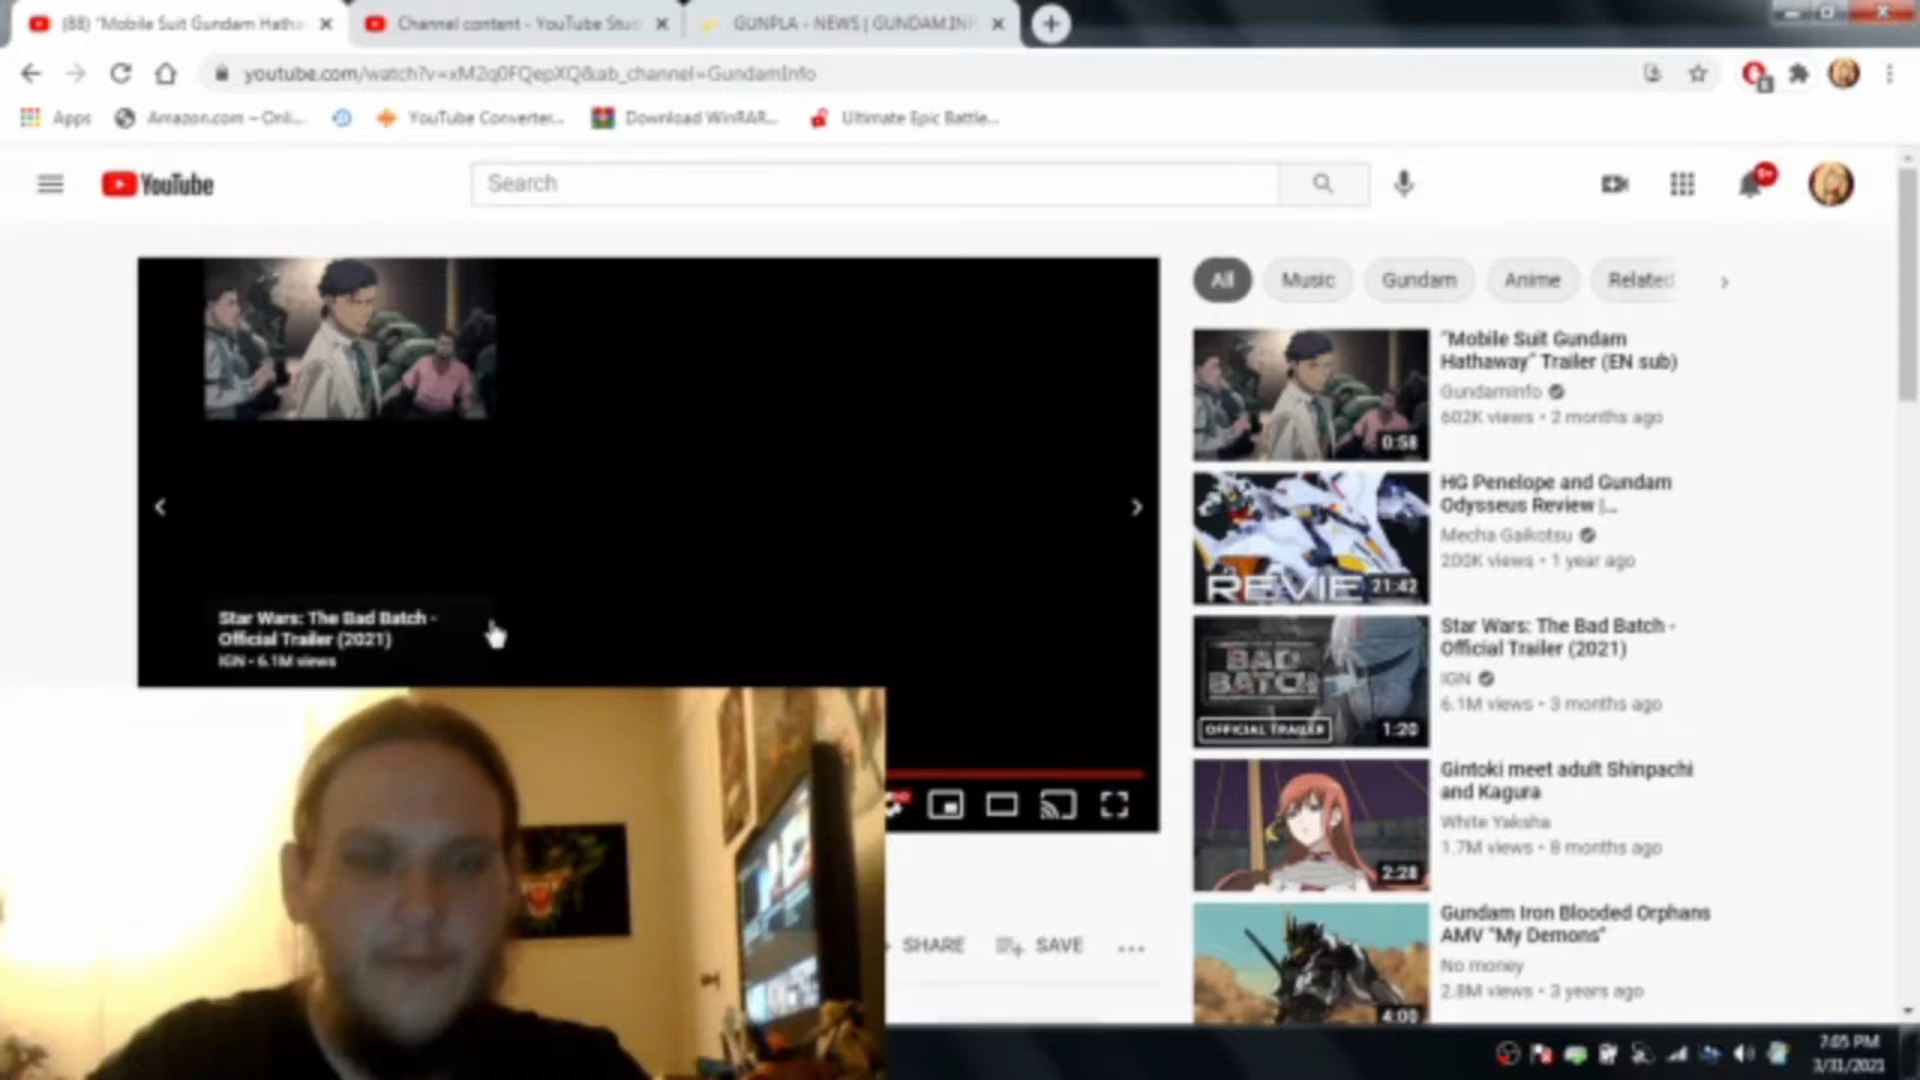 (88) "Mobile Suit Gundam Hatha
Channel content - YouTube Stud
GUNPLA - NEWS | GUNDAM.INF
youtube.com/watch?v=xM2q0FQepXQ&ab_channel=GundamInfo
Apps
Amazon.com – Onli...
YouTube Converter...
Download WinRAR...
Ultimate Epic Battle...
YouTube
Search
9+
All
Music
Gundam
Anime
Related
"Mobile Suit Gundam
Hathaway" Trailer (EN sub)
GundamInfo
602K views • 2 months ago
0:58
HG Penelope and Gundam
Odysseus Review |...
Mecha Gaikotsu
200K views • 1 year ago
REVIE
21:42
Star Wars: The Bad Batch -
Official Trailer (2021)
IGN
6.1M views • 3 months ago
BAD
BATCH
OFFICIAL TRAILER
1:20
Gintoki meet adult Shinpachi
and Kagura
White Yaksha
1.7M views • 8 months ago
2:28
Gundam Iron Blooded Orphans
AMV "My Demons"
No money
2.8M views • 3 years ago
4:00
Star Wars: The Bad Batch -
Official Trailer (2021)
IGN • 6.1M views
SHARE
SAVE
7:05 PM
3/31/2021